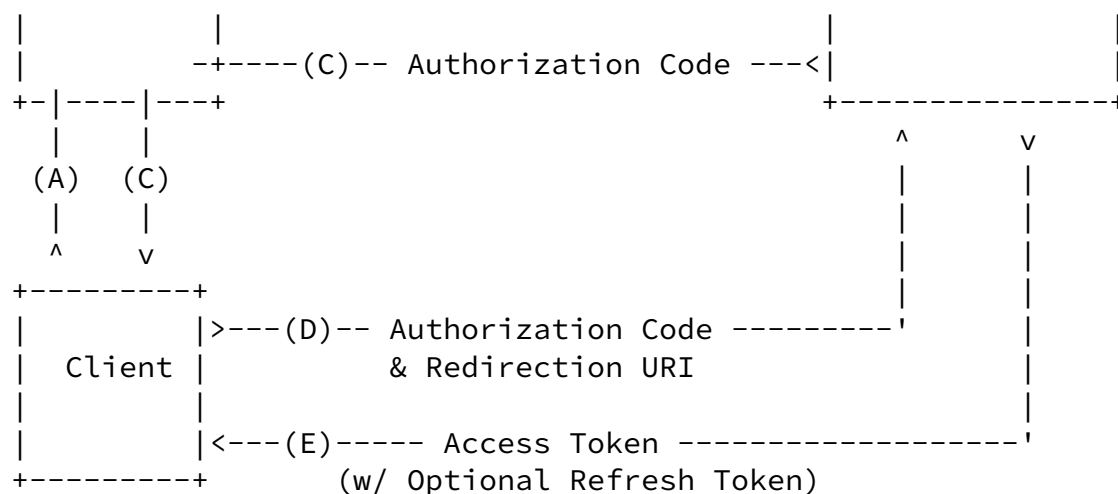 |         |                                  |               |
|        -+----(C)-- Authorization Code ---<|               |
+-|----|---+                                  +---------------+
  |    |                                         ^      v
 (A)  (C)                                        |      |
  |    |                                         |      |
  ^    v                                         |      |
+---------+                                      |      |
|         |>---(D)-- Authorization Code ---------'      |
|  Client |          & Redirection URI                  |
|         |                                             |
|         |<---(E)----- Access Token -------------------'
+---------+       (w/ Optional Refresh Token)